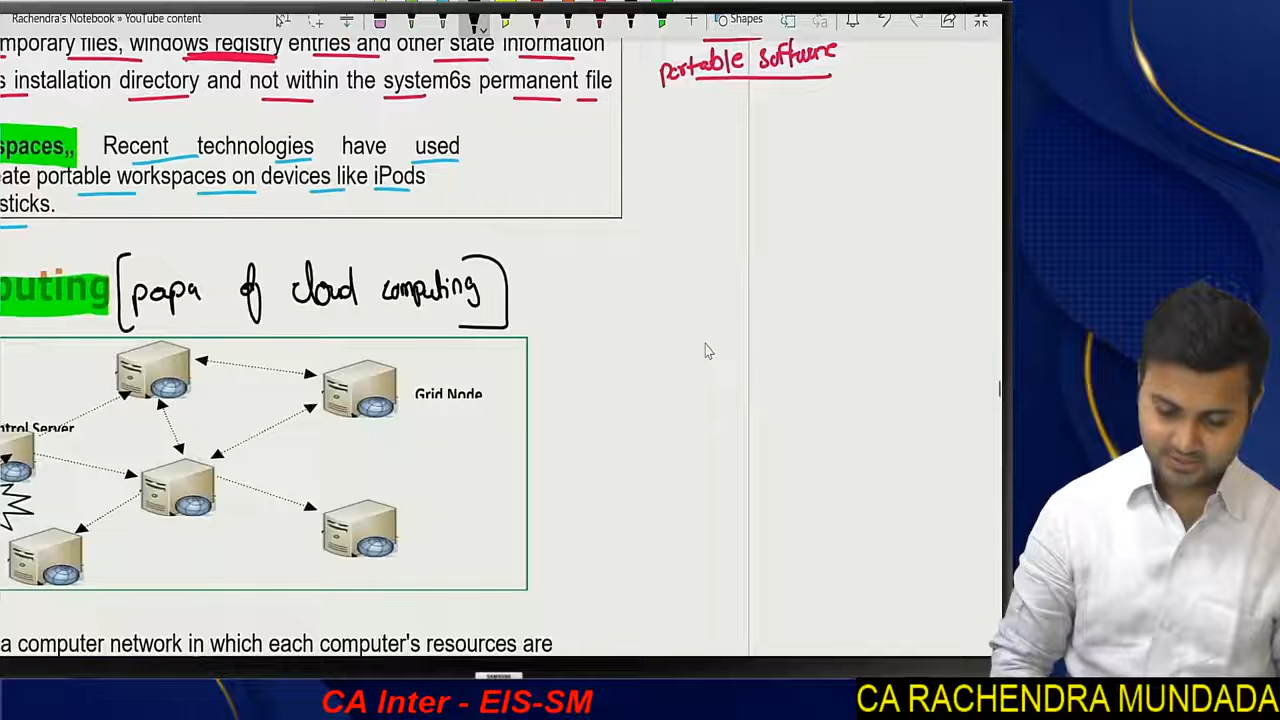 Rachendra's Notebook » YouTube content
Shapes
mporary files, windows registry entries and other state information
s installation directory and not within the system6s permanent file
portable software
spaces,, Recent technologies have used
eate portable workspaces on devices like iPods
sticks.
puting [papa of cloud computing]
Grid Node
ntrol Server
a computer network in which each computer's resources are
SAMSUNG
CA Inter - EIS-SM
CA RACHENDRA MUNDADA